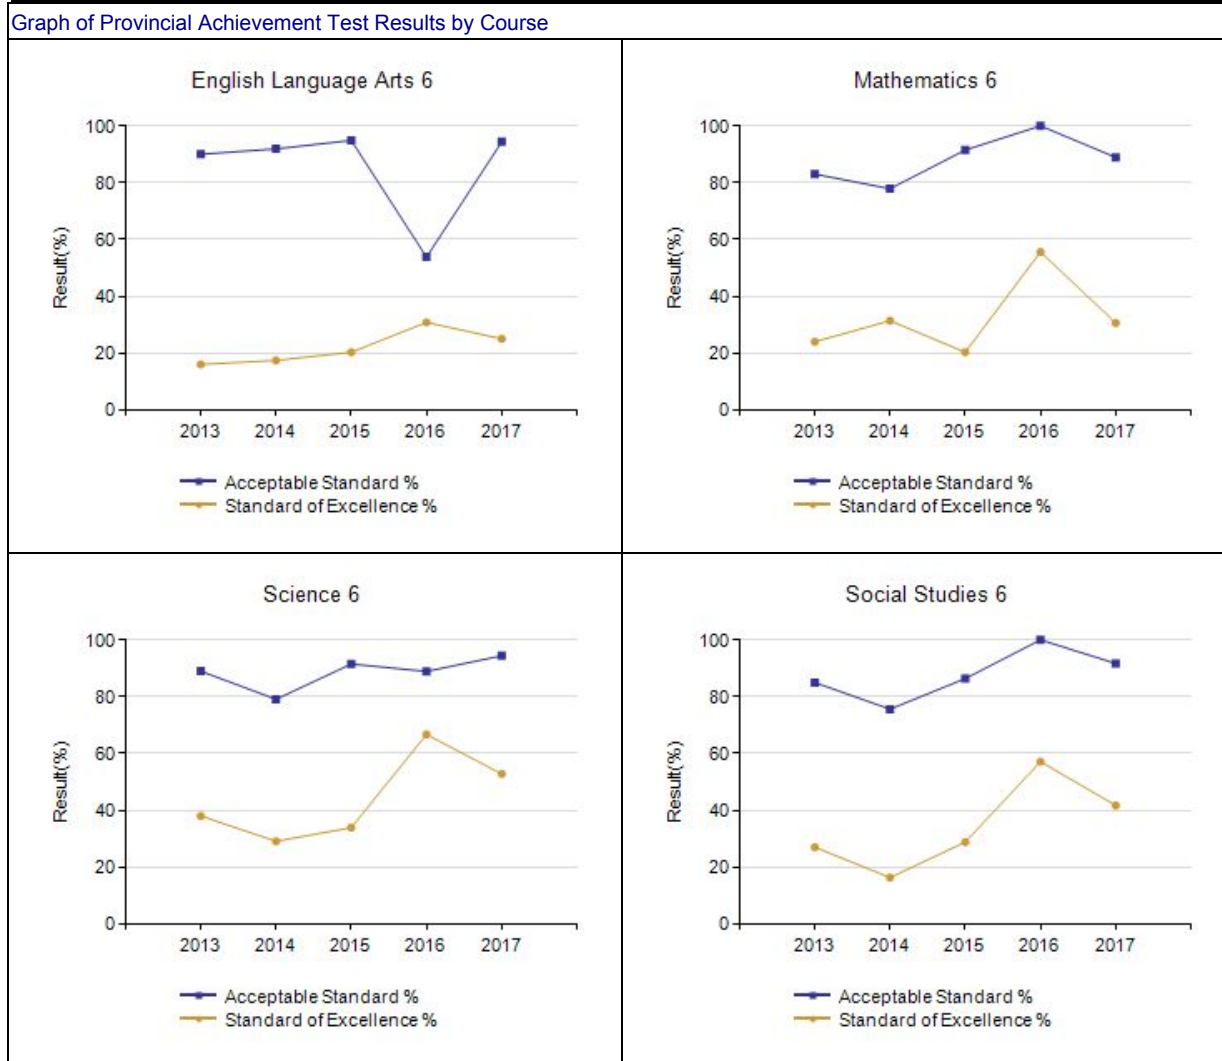 Graph of Provincial Achievement Test Results by Course
English Language Arts 6
Result(%)
100
80
60
40
20
0
2013 2014 2015 2016 2017
Acceptable Standard %
Standard of Excellence %
Mathematics 6
Result(%)
100
80
60
40
20
0
2013 2014 2015 2016 2017
Acceptable Standard %
Standard of Excellence %
Science 6
Result(%)
100
80
60
40
20
0
2013 2014 2015 2016 2017
Acceptable Standard %
Standard of Excellence %
Social Studies 6
Result(%)
100
80
60
40
20
0
2013 2014 2015 2016 2017
Acceptable Standard %
Standard of Excellence %